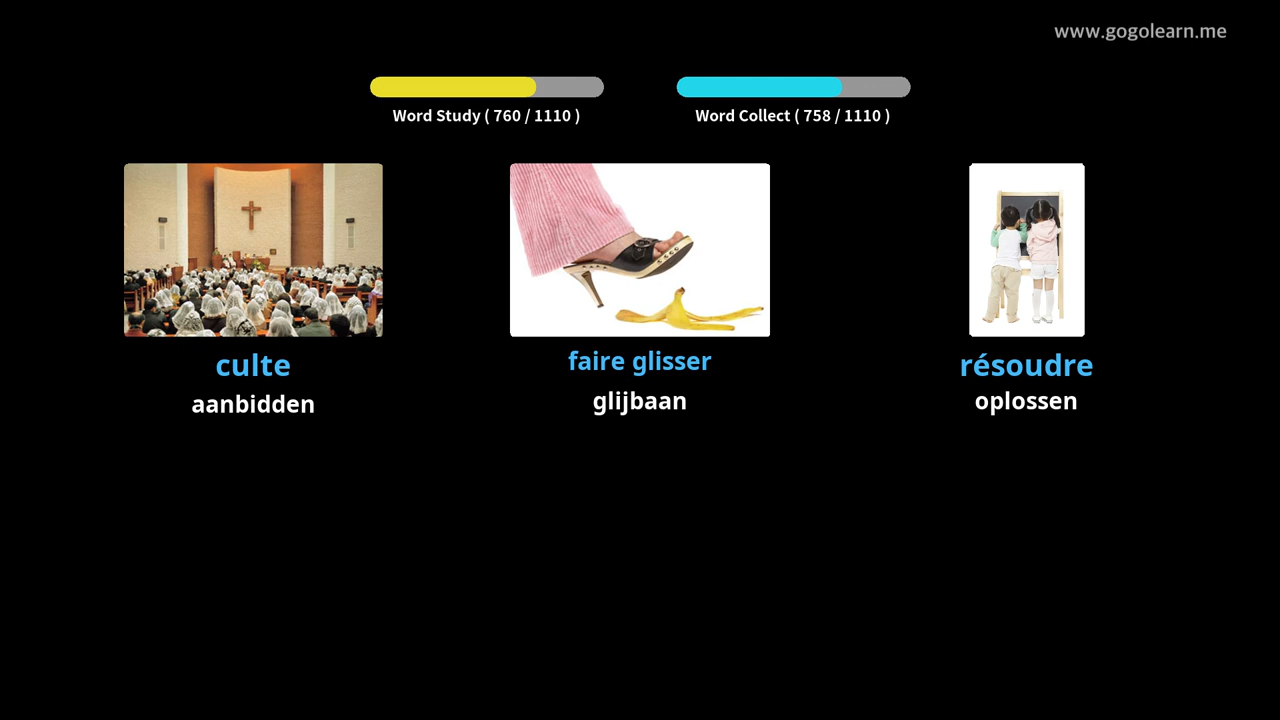 www.gogolearn.me
Word Study ( 760 / 1110 )
Word Collect ( 758 / 1110 )
culte
aanbidden
faire glisser
glijbaan
résoudre
oplossen